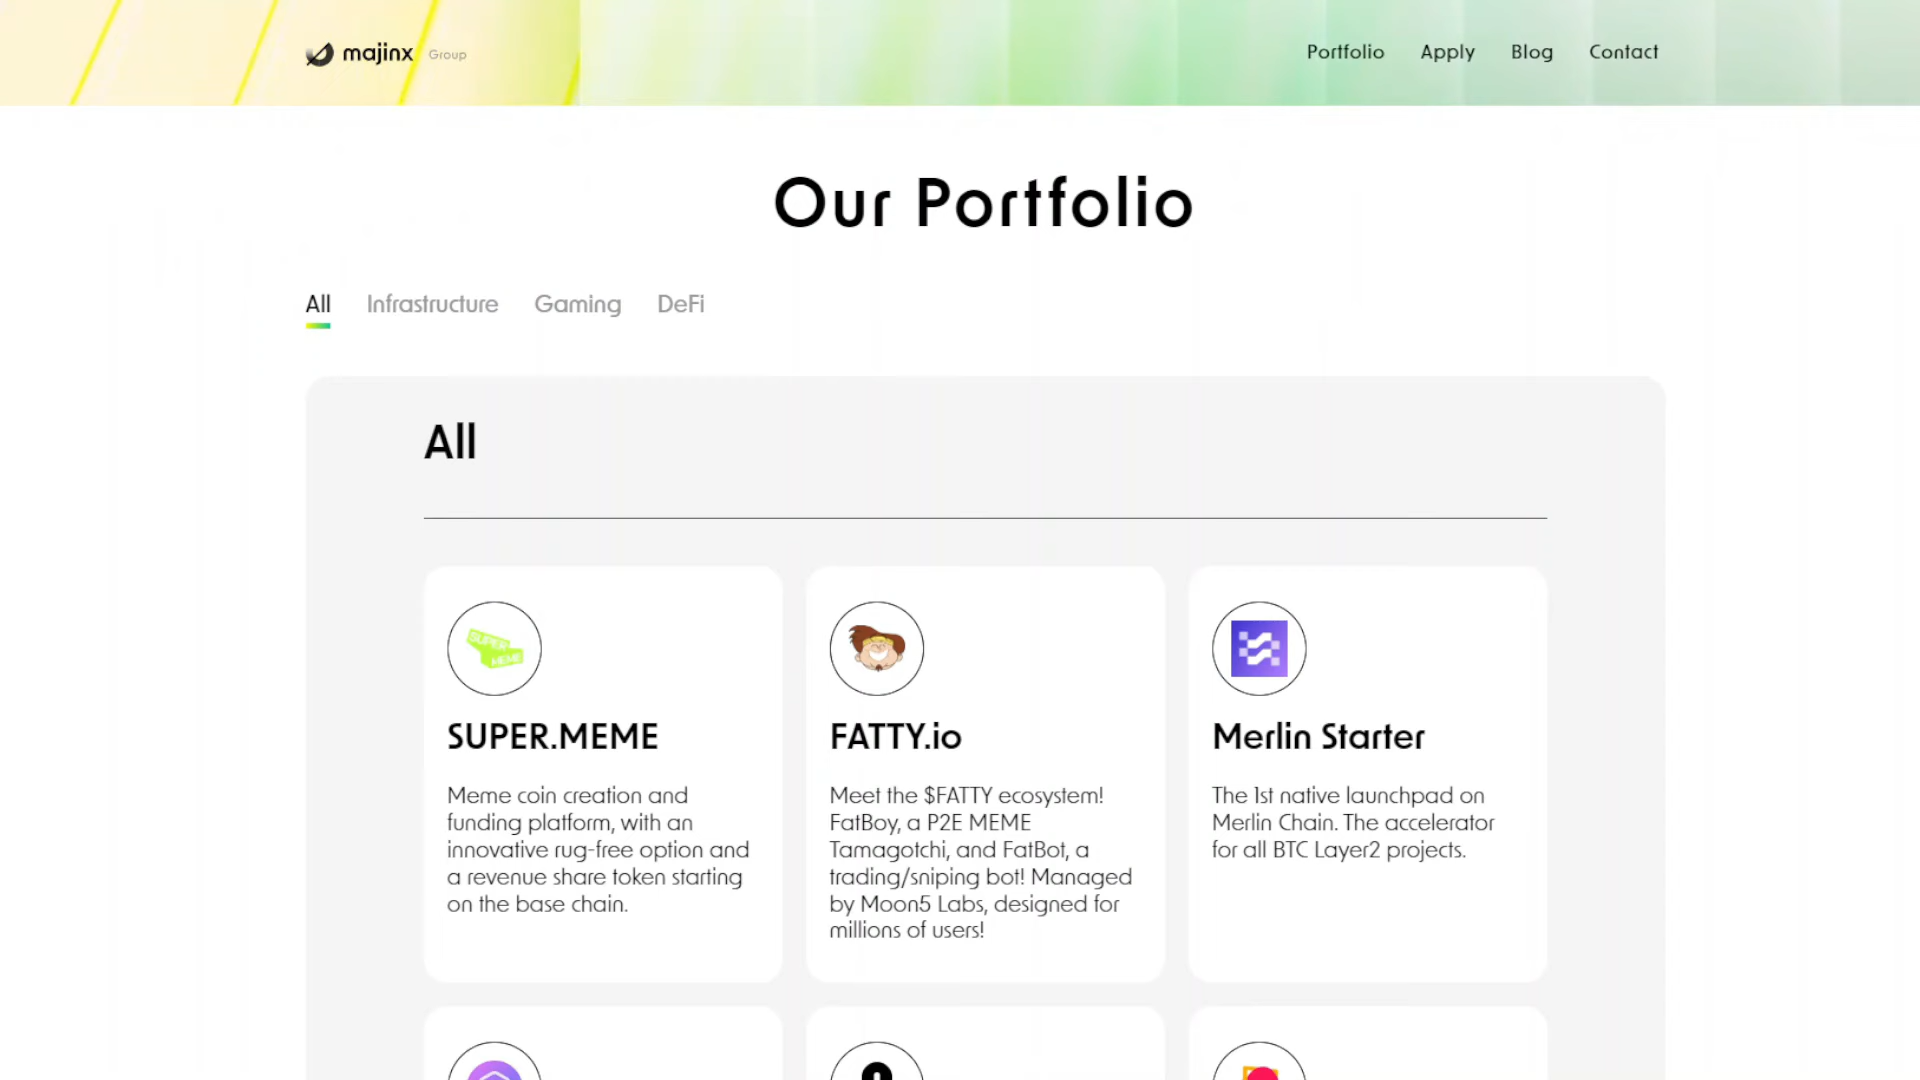 majinx Group
Portfolio Apply Blog Contact
Our Portfolio
All Infrastructure Gaming DeFi
All
SUPER MEME
SUPER.MEME
Meme coin creation and
funding platform, with an
innovative rug-free option and
a revenue share token starting
on the base chain.
FATTY.io
Meet the $FATTY ecosystem!
FatBoy, a P2E MEME
Tamagotchi, and FatBot, a
trading/sniping bot! Managed
by Moon5 Labs, designed for
millions of users!
Merlin Starter
The 1st native launchpad on
Merlin Chain. The accelerator
for all BTC Layer2 projects.